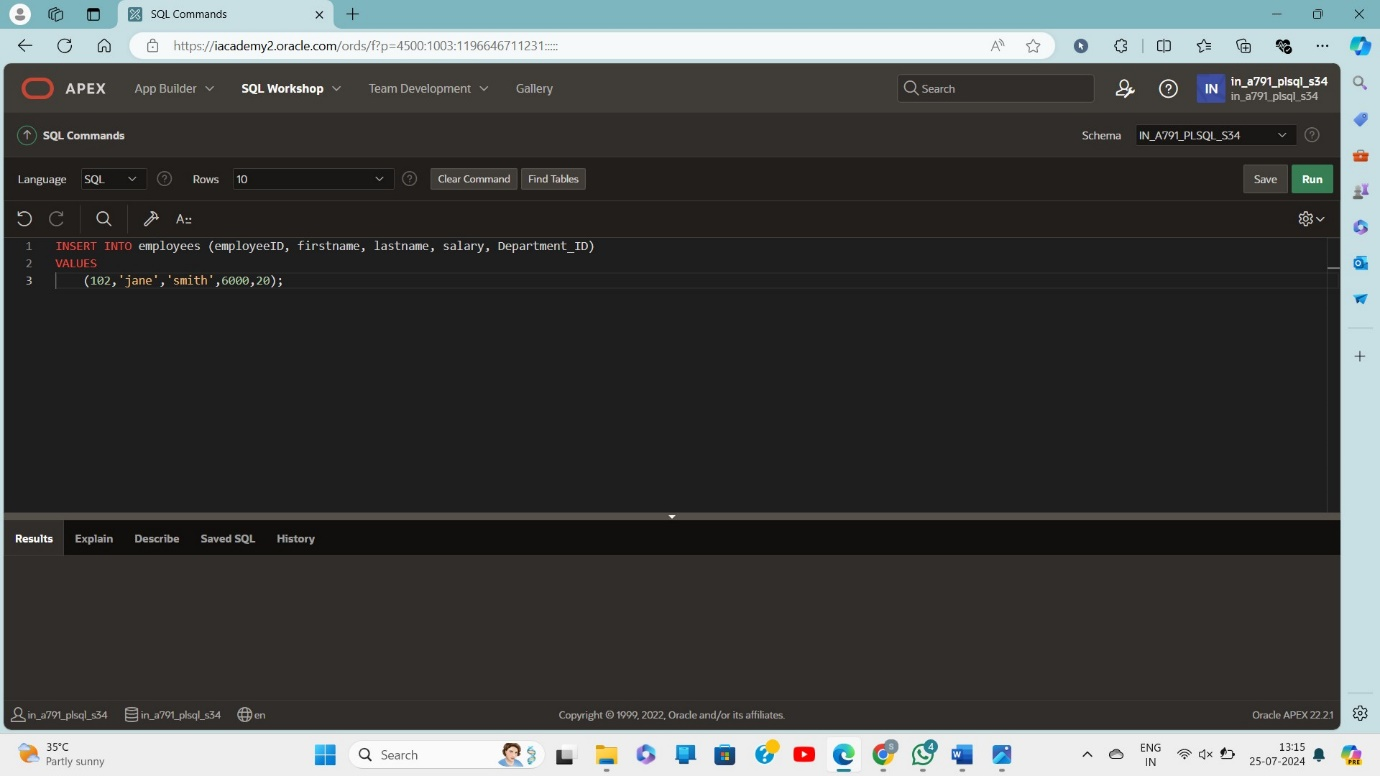 SQL Commands
https://iacademy2.oracle.com/ords/f?p=4500:1003:1196646711231:::::
APEX App Builder SQL Workshop Team Development Gallery Search IN in_a791_plsql_s34
in_a791_plsql_s34
SQL Commands Schema IN_A791_PLSQL_S34
Language SQL Rows 10 Clear Command Find Tables Save Run
1 INSERT INTO employees (employeeID, firstname, lastname, salary, Department_ID)
2 VALUES
3 (102,'jane','smith',6000,20);
Results Explain Describe Saved SQL History
in_a791_plsql_s34 in_a791_plsql_s34 en Copyright © 1999, 2022, Oracle and/or its affiliates. Oracle APEX 22.2.1
35°C
Partly sunny
Search
4
ENG
IN
13:15
25-07-2024
PRE